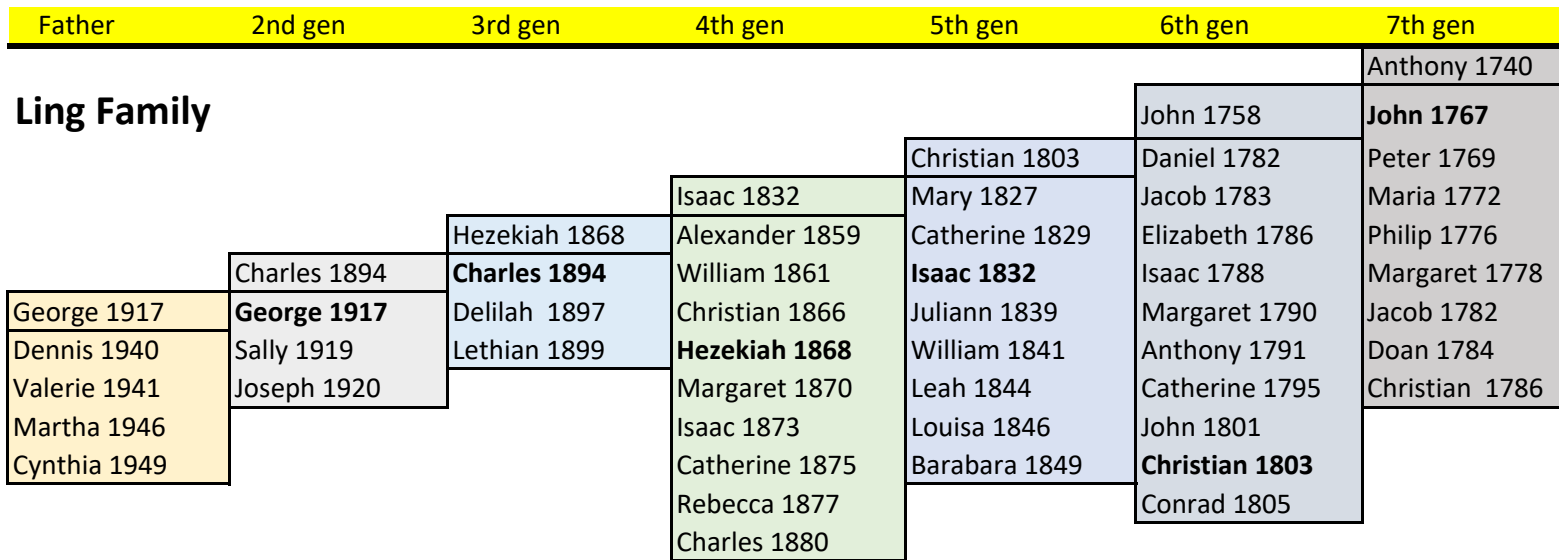 Father 2nd gen 3rd gen 4th gen 5th gen 6th gen 7th gen
Anthony 1740
Ling Family John 1758 John 1767
Christian 1803 Daniel 1782 Peter 1769
Isaac 1832 Mary 1827 Jacob 1783 Maria 1772
Hezekiah 1868 Alexander 1859 Catherine 1829 Elizabeth 1786 Philip 1776
Charles 1894 Charles 1894 William 1861 Isaac 1832 Isaac 1788 Margaret 1778
George 1917 George 1917 Delilah 1897 Christian 1866 Juliann 1839 Margaret 1790 Jacob 1782
Dennis 1940 Sally 1919 Lethian 1899 Hezekiah 1868 William 1841 Anthony 1791 Doan 1784
Valerie 1941 Joseph 1920 Margaret 1870 Leah 1844 Catherine 1795 Christian 1786
Martha 1946 Isaac 1873 Louisa 1846 John 1801
Cynthia 1949 Catherine 1875 Barabara 1849 Christian 1803
Rebecca 1877 Conrad 1805
Charles 1880